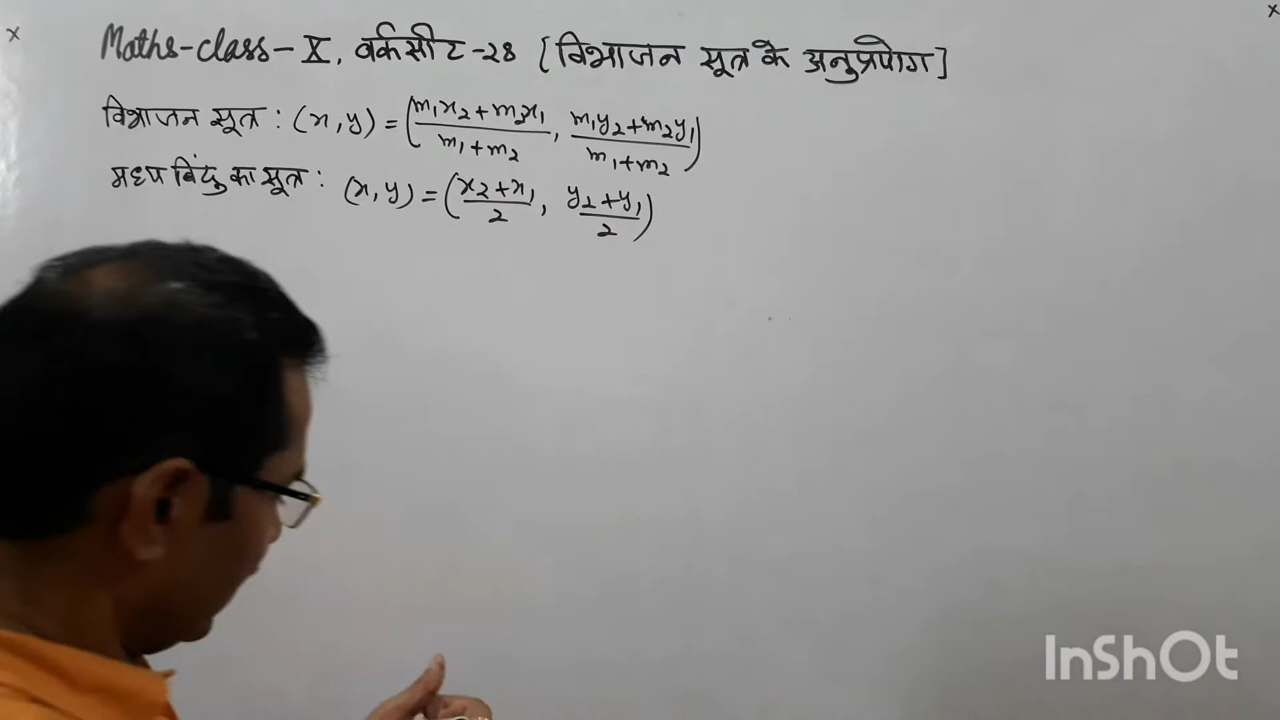 Maths-class-X, वर्कसीट-28 [विभाजन सूत्र के अनुप्रयोग]
विभाजन सूत्र : (x, y) = (m₁x₂+m₂x₁/m₁+m₂, m₁y₂+m₂y₁/m₁+m₂)
मध्य बिंदु का सूत्र : (x, y) = (x₂+x₁/2, y₂+y₁/2)
InShOt